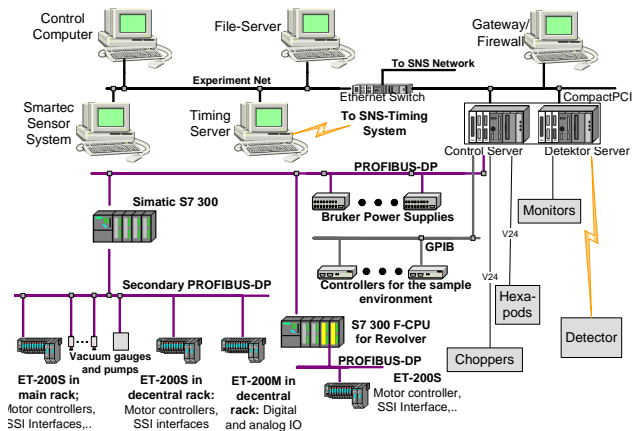 Control
Computer
File-Server
Gateway/
Firewall
To SNS Network
Experiment Net
Ethernet Switch
CompactPCI
Smartec
Sensor
System
Timing
Server
To SNS-Timing
System
Control Server
Detektor Server
PROFIBUS-DP
Simatic S7 300
Bruker Power Supplies
Monitors
GPIB
V24
V24
Controllers for the sample
environment
Secondary PROFIBUS-DP
Hexa-
pods
S7 300 F-CPU
for Revolver
Choppers
Detector
Vacuum gauges
and pumps
PROFIBUS-DP
ET-200S in
main rack;
Motor controllers,
SSI Interfaces,..
ET-200S in
decentral rack:
Motor controllers,
SSI interfaces
ET-200M in
decentral
rack: Digital
and analog IO
ET-200S
Motor controller,
SSI Interface,..